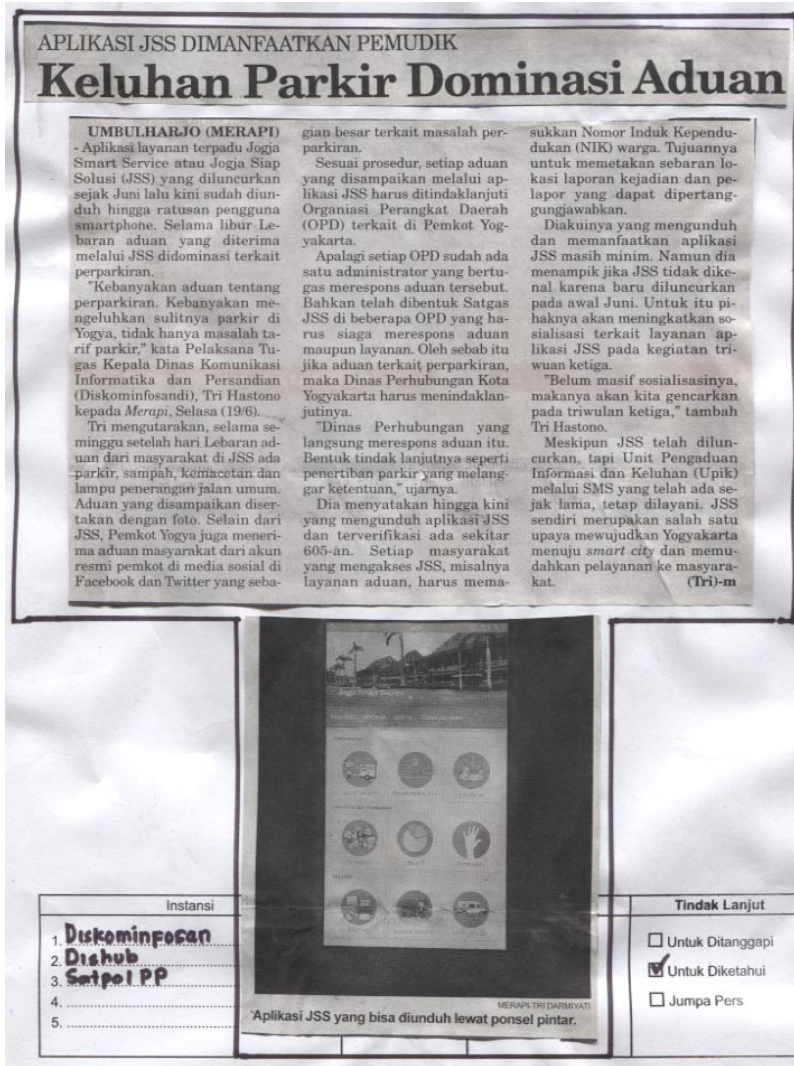 APLIKASI JSS DIMANFAATKAN PEMUDIK
Keluhan Parkir Dominasi Aduan
UMBULHARJO (MERAPI)
- Aplikasi layanan terpadu Jogja
Smart Service atau Jogja Siap
Solusi (JSS) yang diluncurkan
sejak Juni lalu kini sudah diun-
duh hingga ratusan pengguna
smartphone. Selama libur Le-
baran aduan yang diterima
melalui JSS didominasi terkait
perparkiran.
"Kebanyakan aduan tentang
perparkiran. Kebanyakan me-
ngeluhkan sulitnya parkir di
Yogya, tidak hanya masalah ta-
rif parkir," kata Pelaksana Tu-
gas Kepala Dinas Komunikasi
Informatika dan Persandian
(Diskominfosandi), Tri Hastono
kepada Merapi, Selasa (19/6).
Tri mengutarakan, selama se-
minggu setelah hari Lebaran ad-
uan dari masyarakat di JSS ada
parkir, sampah, kemacetan dan
lampu penerangan jalan umum.
Aduan yang disampaikan diser-
takan dengan foto. Selain dari
JSS, Pemkot Yogya juga meneri-
ma aduan masyarakat dari akun
resmi pemkot di media sosial di
Facebook dan Twitter yang seba-
gian besar terkait masalah per-
parkiran.
Sesuai prosedur, setiap aduan
yang disampaikan melalui ap-
likasi JSS harus ditindaklanjuti
Organiasi Perangkat Daerah
(OPD) terkait di Pemkot Yog-
yakarta.
Apalagi setiap OPD sudah ada
satu administrator yang bertu-
gas merespons aduan tersebut.
Bahkan telah dibentuk Satgas
JSS di beberapa OPD yang ha-
rus siaga merespons aduan
maupun layanan. Oleh sebab itu
jika aduan terkait perparkiran,
maka Dinas Perhubungan Kota
Yogyakarta harus menindaklan-
jutinya.
"Dinas Perhubungan yang
langsung merespons aduan itu.
Bentuk tindak lanjutnya seperti
penertiban parkir yang melang-
gar ketentuan," ujarnya.
Dia menyatakan hingga kini
yang mengunduh aplikasi JSS
dan terverifikasi ada sekitar
605-an. Setiap masyarakat
yang mengakses JSS, misalnya
layanan aduan, harus mema-
sukkan Nomor Induk Kependu-
dukan (NIK) warga. Tujuannya
untuk memetakan sebaran lo-
kasi laporan kejadian dan pe-
lapor yang dapat dipertang-
gungjawabkan.
Diakuinya yang mengunduh
dan memanfaatkan aplikasi
JSS masih minim. Namun dia
menampik jika JSS tidak dike-
nal karena baru diluncurkan
pada awal Juni. Untuk itu pi-
haknya akan meningkatkan so-
sialisasi terkait layanan ap-
likasi JSS pada kegiatan tri-
wuan ketiga.
"Belum masif sosialisasinya,
makanya akan kita gencarkan
pada triwulan ketiga," tambah
Tri Hastono.
Meskipun JSS telah dilun-
curkan, tapi Unit Pengaduan
Informasi dan Keluhan (Upik)
melalui SMS yang telah ada se-
jak lama, tetap dilayani. JSS
sendiri merupakan salah satu
upaya mewujudkan Yogyakarta
menuju smart city dan memu-
dahkan pelayanan ke masyara-
kat. (Tri)-m
Jogja Smart Service
MERAPI-TRI DARMIYATI
Aplikasi JSS yang bisa diunduh lewat ponsel pintar.
Instansi
1. Diskominfosan
2. Dishub
3. Satpol PP
4.
5.
Tindak Lanjut
Untuk Ditanggapi
Untuk Diketahui
Jumpa Pers